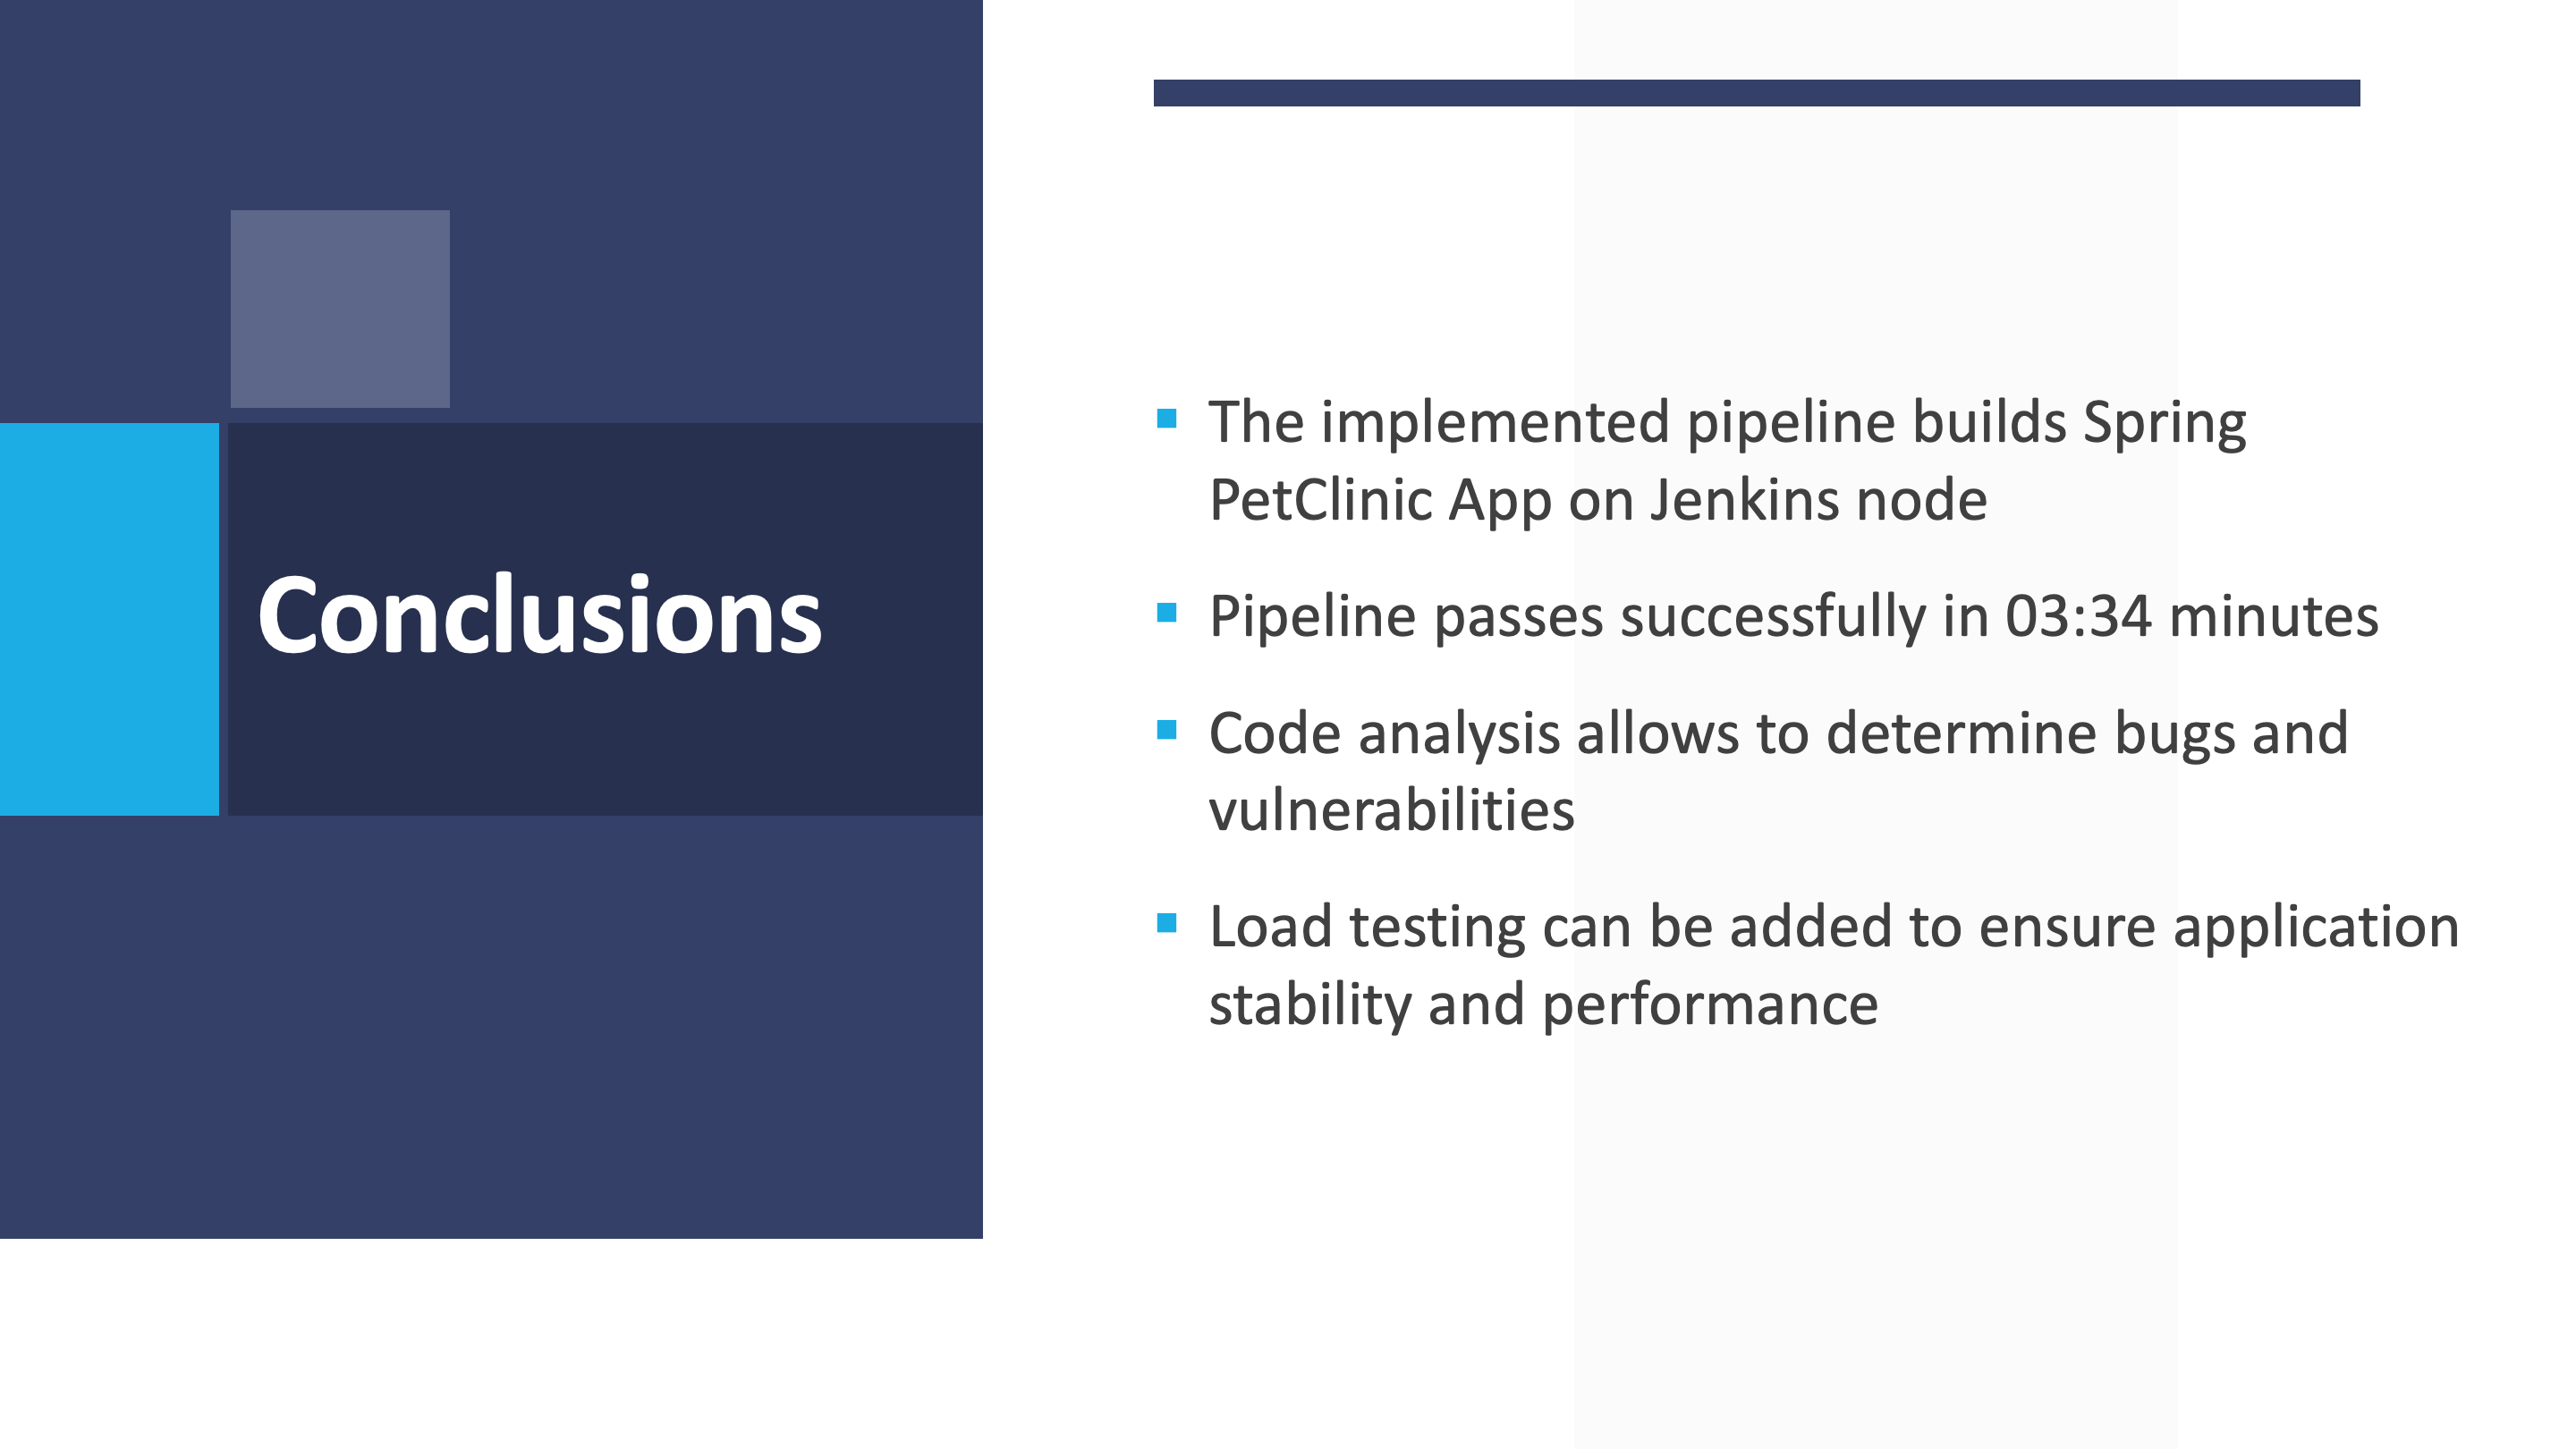 Conclusions
The implemented pipeline builds Spring
PetClinic App on Jenkins node
Pipeline passes successfully in 03:34 minutes
Code analysis allows to determine bugs and
vulnerabilities
Load testing can be added to ensure application
stability and performance